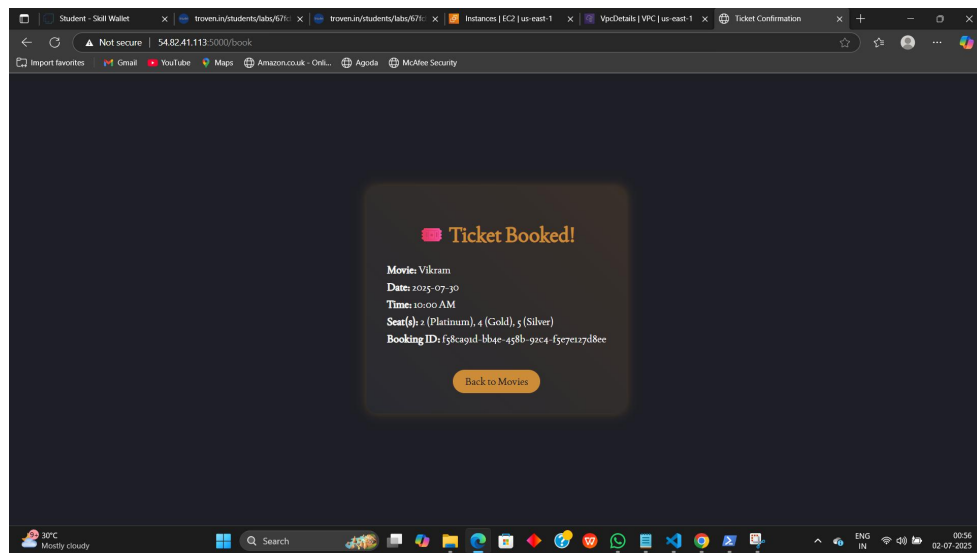 Student - Skill Wallet
troven.in/students/labs/67f
troven.in/students/labs/67f
Instances | EC2 | us-east-1
VpcDetails | VPC | us-east-1
Ticket Confirmation
Not secure
54.82.41.113:5000/book
Import favorites
Gmail
YouTube
Maps
Amazon.co.uk - Onli...
Agoda
McAfee Security
Ticket Booked!
Movie: Vikram
Date: 2025-07-30
Time: 10:00 AM
Seat(s): 2 (Platinum), 4 (Gold), 5 (Silver)
Booking ID: f58ca91d-bb4e-458b-92c4-f5e7e127d8ee
Back to Movies
30°C
Mostly cloudy
Search
ENG
IN
00:56
02-07-2025